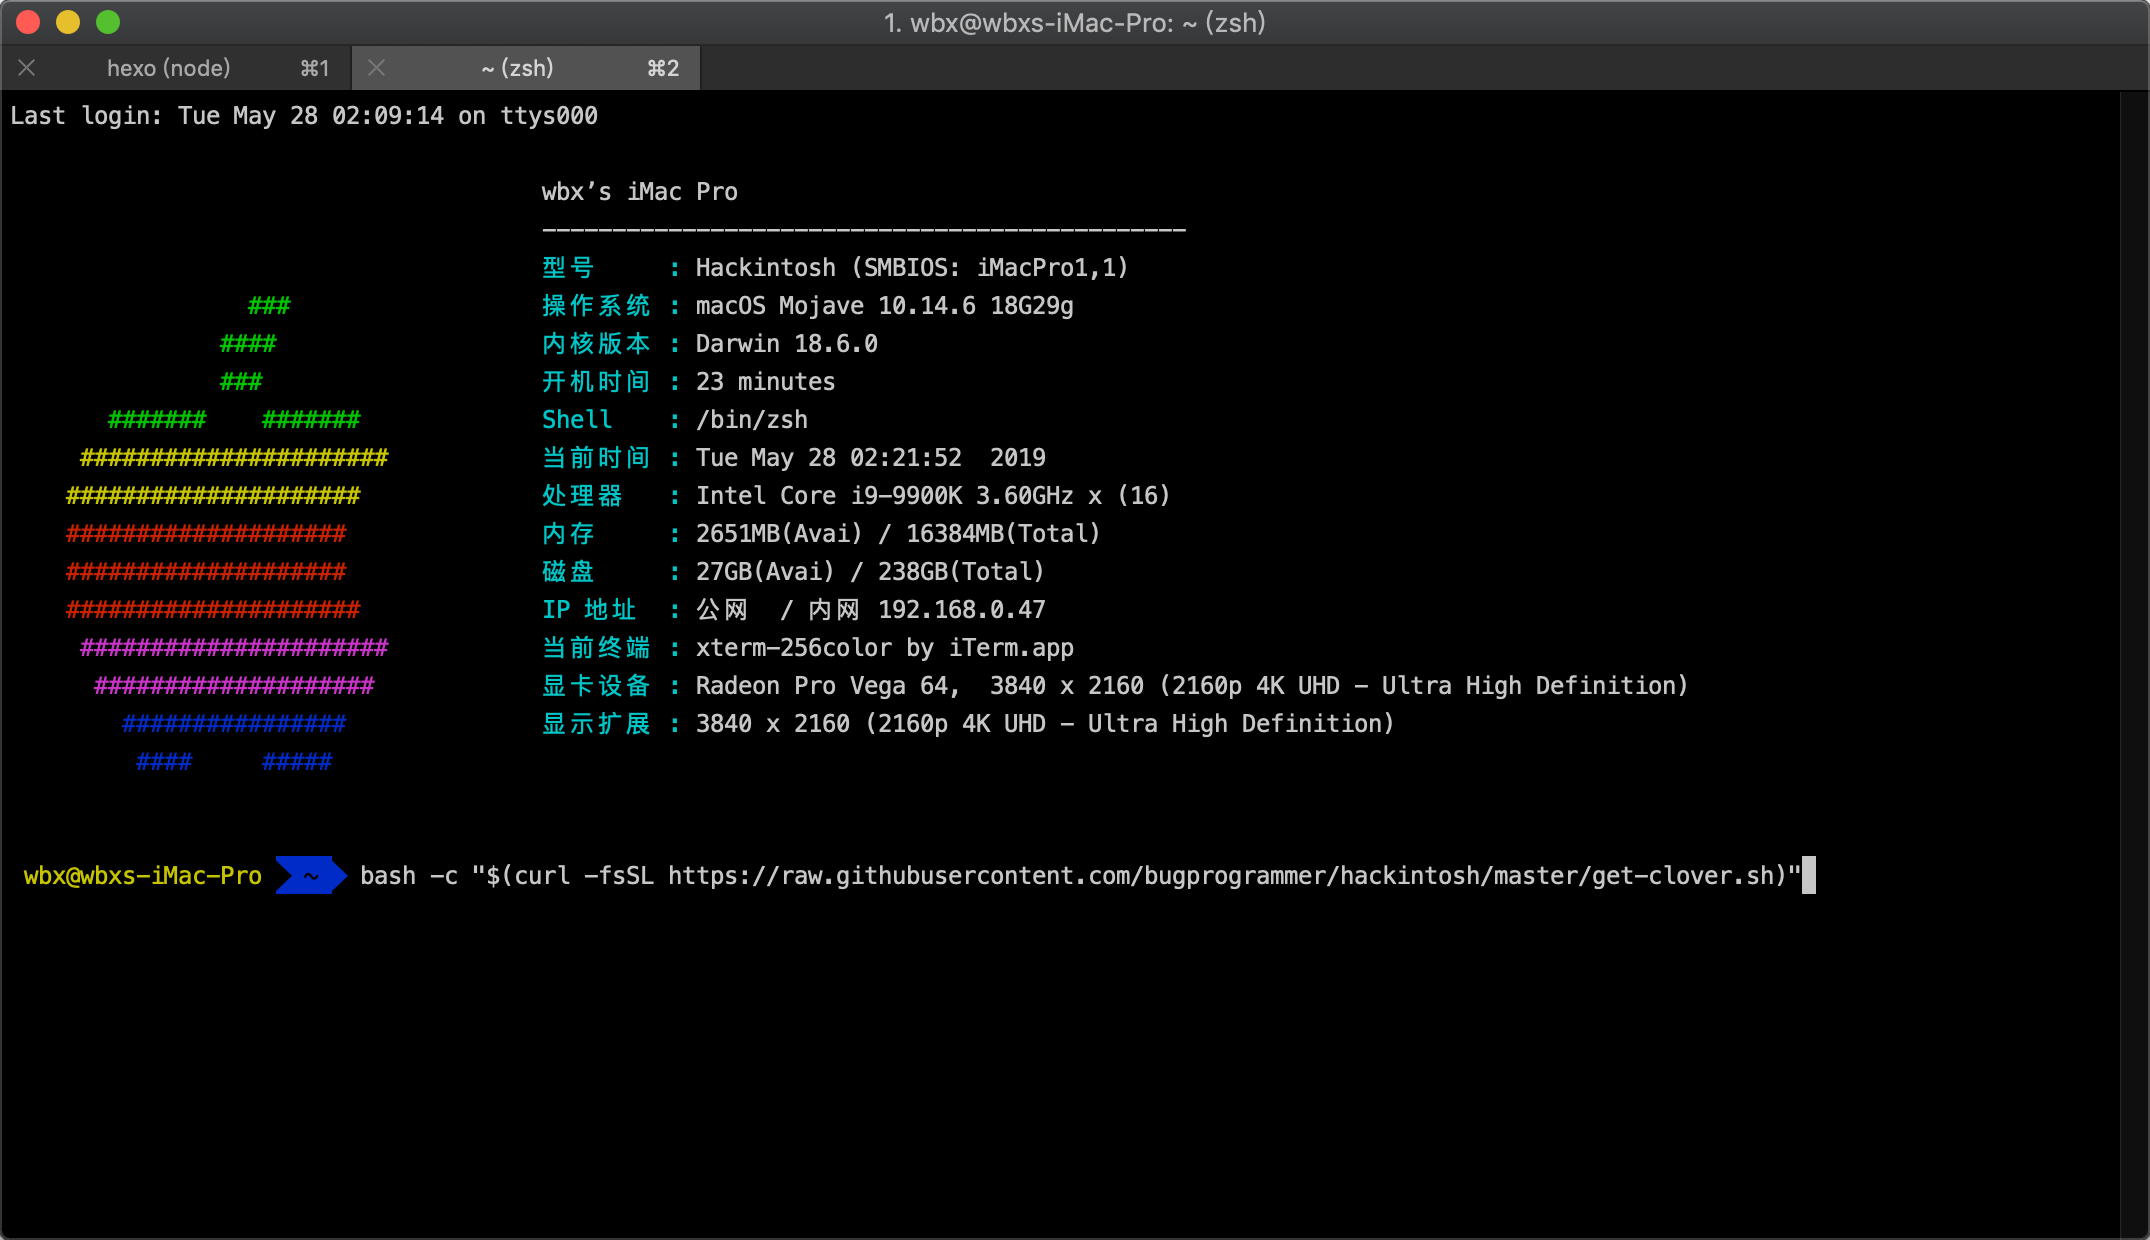 1. wbx@wbxs-iMac-Pro: ~ (zsh)
hexo (node) ⌘1 ~ (zsh) ⌘2
Last login: Tue May 28 02:09:14 on ttys000
wbx’s iMac Pro
----------------------------------------------
型号 : Hackintosh (SMBIOS: iMacPro1,1)
### 操作系统 : macOS Mojave 10.14.6 18G29g
#### 内核版本 : Darwin 18.6.0
### 开机时间 : 23 minutes
####### ####### Shell : /bin/zsh
###################### 当前时间 : Tue May 28 02:21:52  2019
##################### 处理器 : Intel Core i9-9900K 3.60GHz x (16)
#################### 内存 : 2651MB(Avai) / 16384MB(Total)
#################### 磁盘 : 27GB(Avai) / 238GB(Total)
##################### IP 地址 : 公网  / 内网 192.168.0.47
###################### 当前终端 : xterm-256color by iTerm.app
#################### 显卡设备 : Radeon Pro Vega 64,  3840 x 2160 (2160p 4K UHD - Ultra High Definition)
################ 显示扩展 : 3840 x 2160 (2160p 4K UHD - Ultra High Definition)
#### #####
wbx@wbxs-iMac-Pro ~ bash -c "$(curl -fsSL https://raw.githubusercontent.com/bugprogrammer/hackintosh/master/get-clover.sh)"